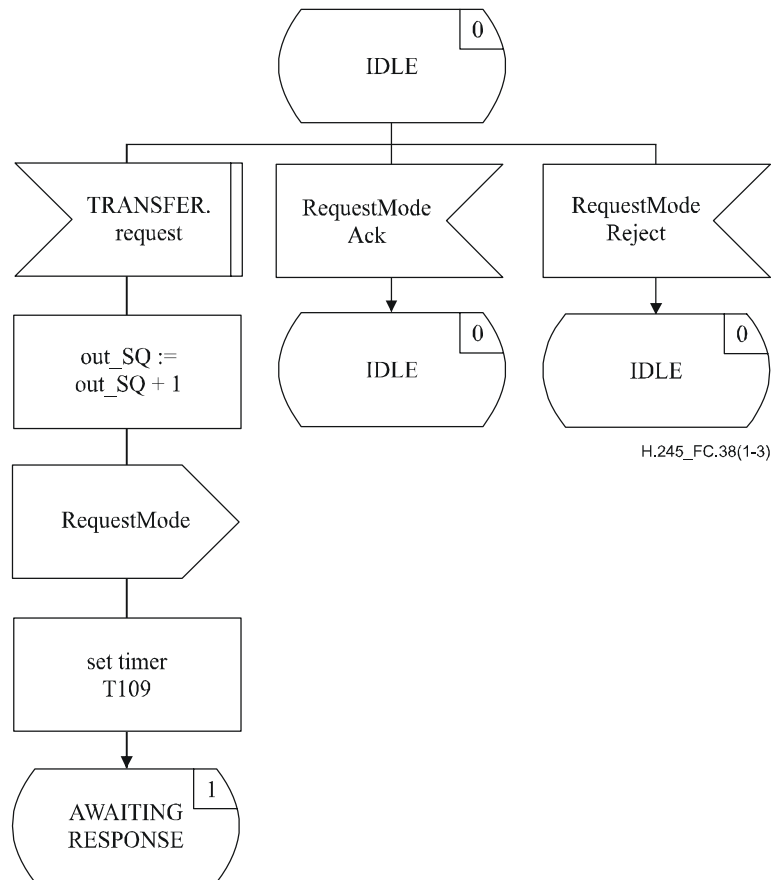 0
IDLE
TRANSFER.
request
RequestMode
Ack
RequestMode
Reject
out_SQ :=
out_SQ + 1
0
IDLE
0
IDLE
H.245_FC.38(1-3)
RequestMode
set timer
T109
1
AWAITING
RESPONSE